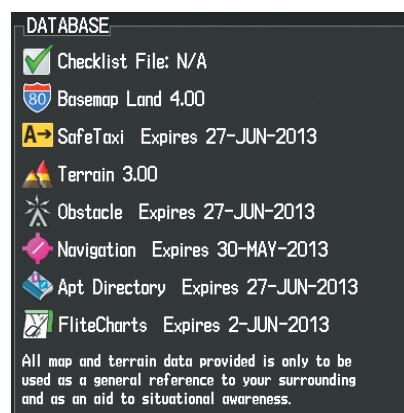 DATABASE
Checklist File: N/A
80 Basemap Land 4.00
A→ SafeTaxi Expires 27-JUN-2013
Terrain 3.00
Obstacle Expires 27-JUN-2013
Navigation Expires 30-MAY-2013
Apt Directory Expires 27-JUN-2013
FliteCharts Expires 2-JUN-2013
All map and terrain data provided is only to be
used as a general reference to your surrounding
and as an aid to situational awareness.